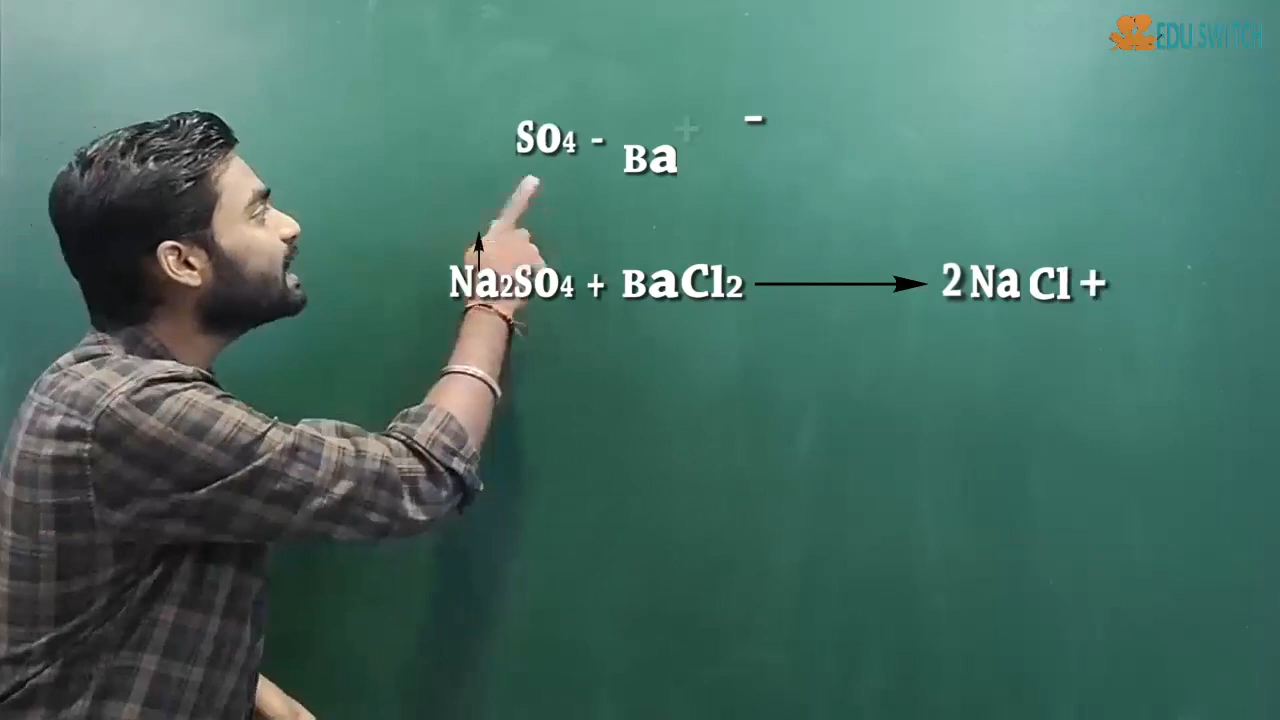 EDU SWITCH
So4 - Ba + -
Na2So4 + BaCl2 → 2NaCl +